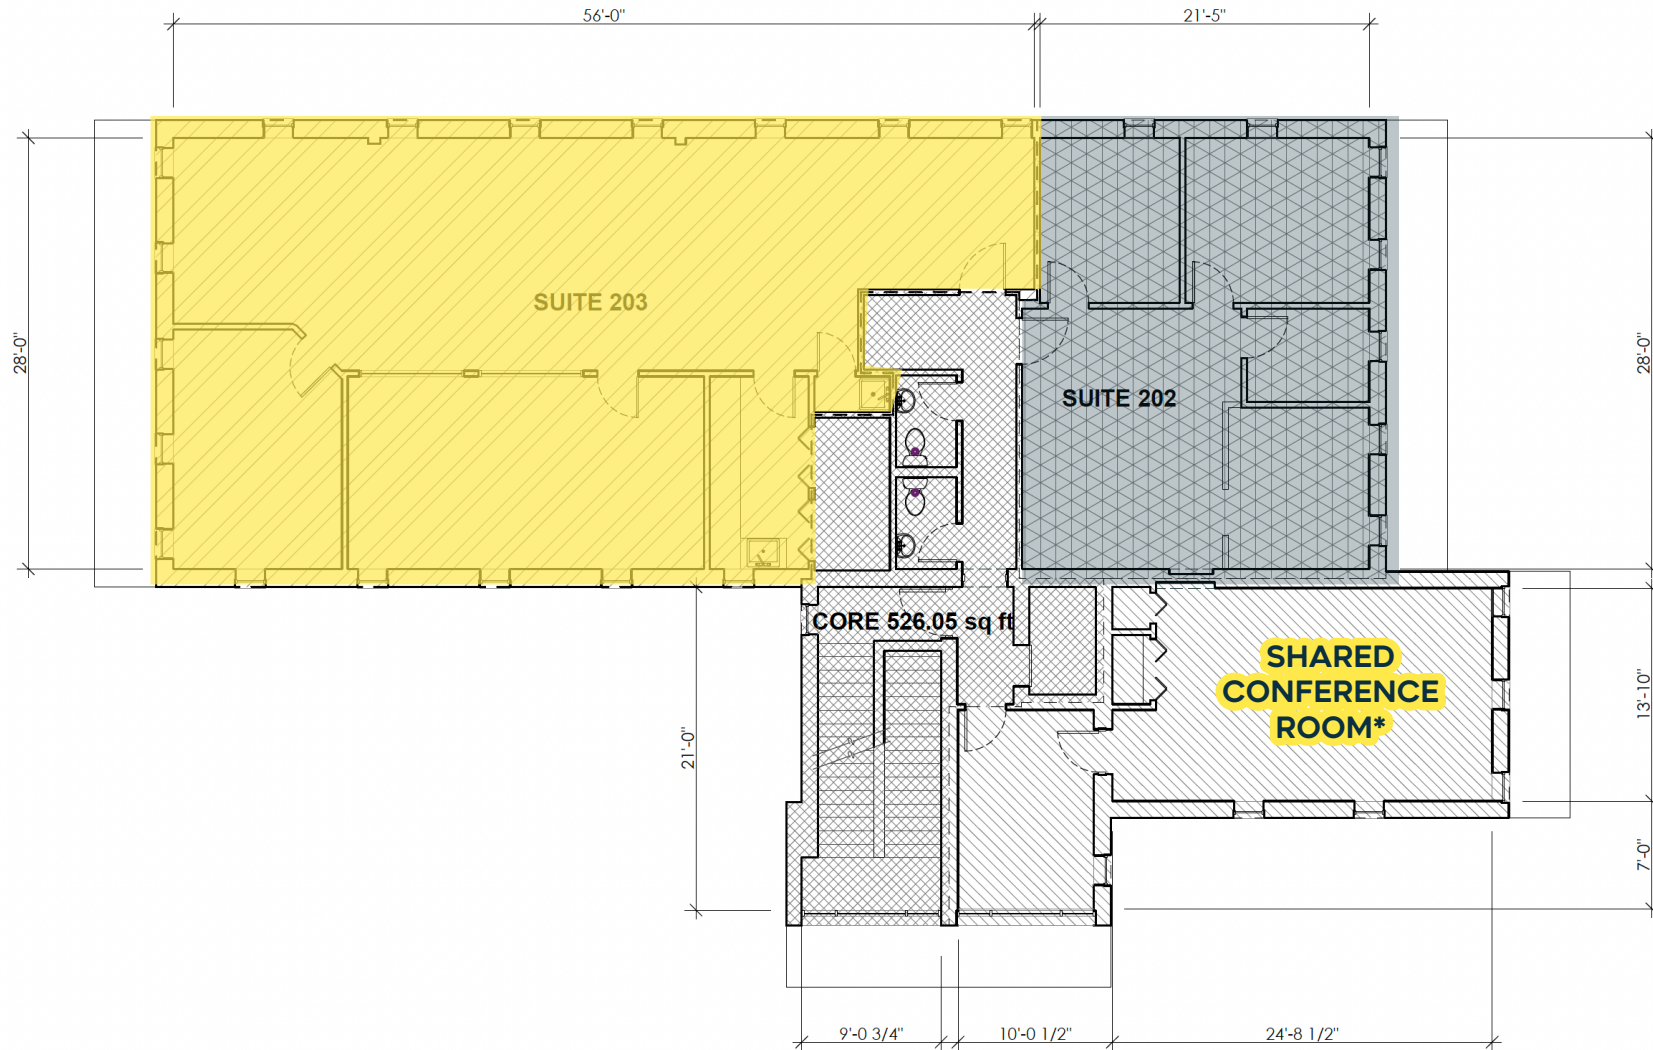 56'-0"
21'-5"
28'-0"
SUITE 203
28'-0"
SUITE 202
CORE 526.05 sq ft
SHARED
CONFERENCE
ROOM*
13'-10"
21'-0"
7'-0"
9'-0 3/4"
10'-0 1/2"
24'-8 1/2"